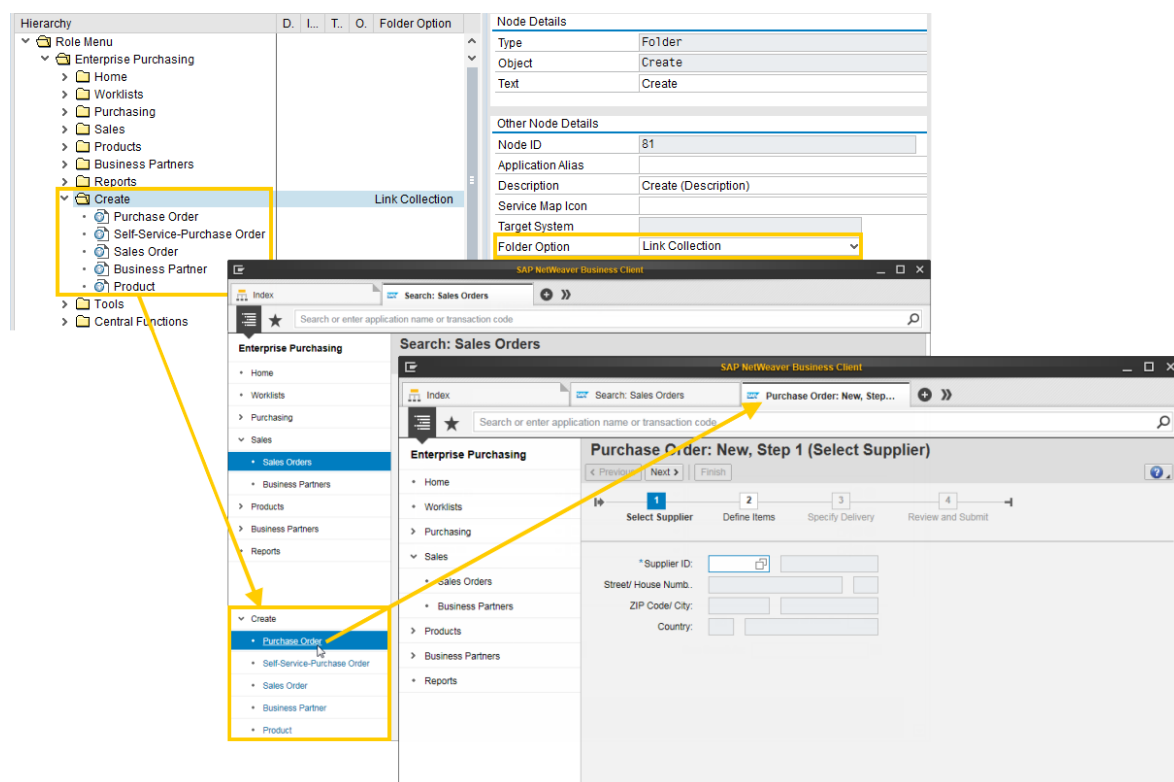 Hierarchy D. I... T.. O. Folder Option
Role Menu
Enterprise Purchasing
Home
Worklists
Purchasing
Sales
Products
Business Partners
Reports
Create Link Collection
Purchase Order
Self-Service-Purchase Order
Sales Order
Business Partner
Product
Tools
Central Functions
Node Details
Type Folder
Object Create
Text Create
Other Node Details
Node ID 81
Application Alias
Description Create (Description)
Service Map Icon
Target System
Folder Option Link Collection
SAP NetWeaver Business Client
Index Search: Sales Orders
Search or enter application name or transaction code
Enterprise Purchasing
Home
Worklists
Purchasing
Sales
Sales Orders
Business Partners
Products
Business Partners
Reports
Create
Purchase Order
Self-Service-Purchase Order
Sales Order
Business Partner
Product
Search: Sales Orders
SAP NetWeaver Business Client
Index Search: Sales Orders Purchase Order: New, Step...
Search or enter application name or transaction code
Enterprise Purchasing
Home
Worklists
Purchasing
Sales
Sales Orders
Business Partners
Products
Business Partners
Reports
Purchase Order: New, Step 1 (Select Supplier)
Previous Next Finish
1 2 3 4
Select Supplier Define Items Specify Delivery Review and Submit
*Supplier ID:
Street/ House Numb..
ZIP Code/ City:
Country: